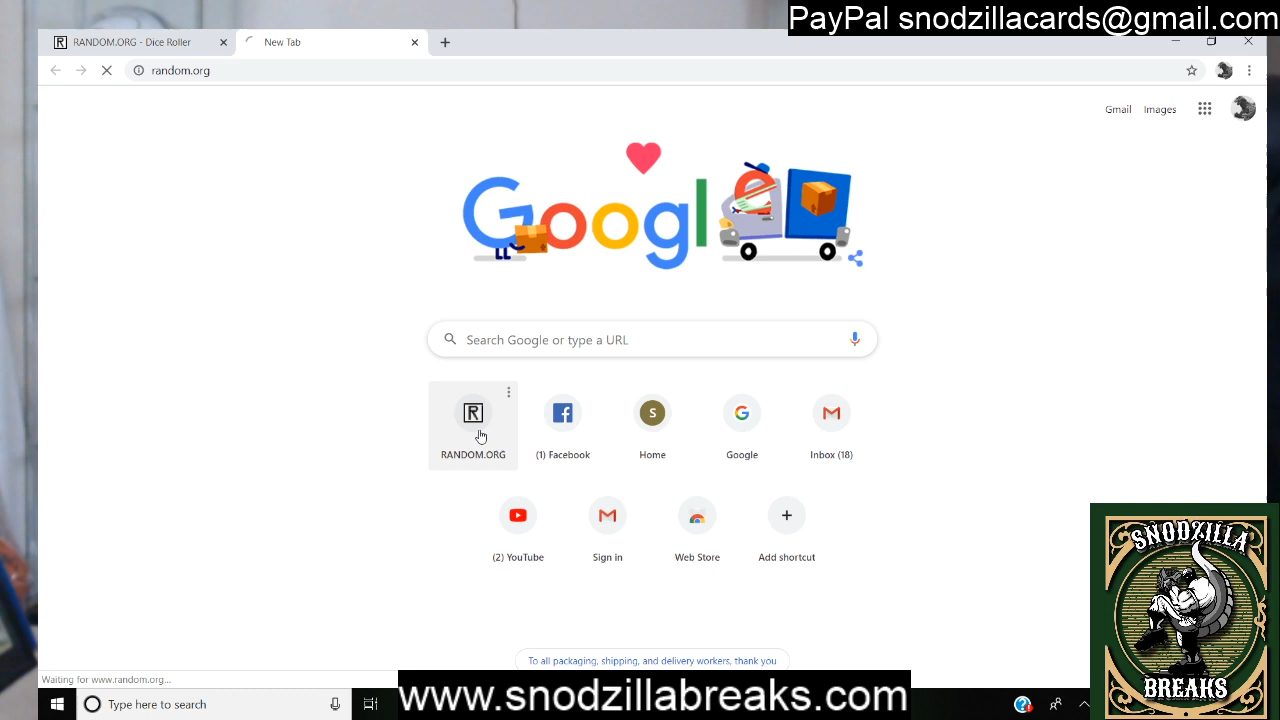 PayPal snodzillacards@gmail.com
RANDOM.ORG - Dice Roller
New Tab
random.org
Gmail Images
Google
Search Google or type a URL
RANDOM.ORG
(1) Facebook
S
Home
Google
Inbox (18)
(2) YouTube
Sign in
Web Store
Add shortcut
To all packaging, shipping, and delivery workers, thank you
Waiting for www.random.org...
Type here to search
www.snodzillabreaks.com
SNODZILLA
BREAKS